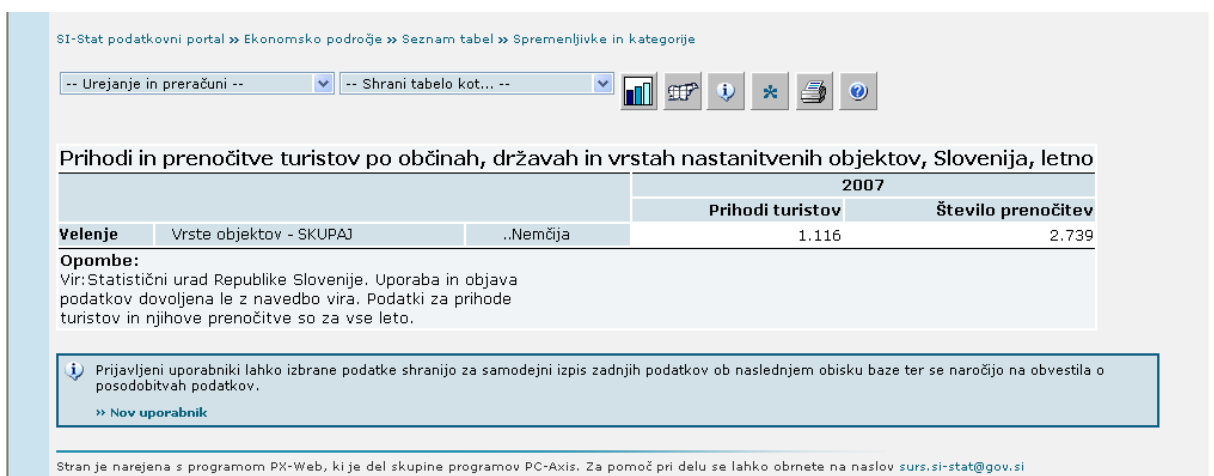 SI-Stat podatkovni portal » Ekonomsko področje » Seznam tabel » Spremenljivke in kategorije
-- Urejanje in preračuni -- -- Shrani tabelo kot... --
Prihodi in prenočitve turistov po občinah, državah in vrstah nastanitvenih objektov, Slovenija, letno
2007
Prihodi turistov Število prenočitev
Velenje Vrste objektov - SKUPAJ ..Nemčija 1.116 2.739
Opombe:
Vir:Statistični urad Republike Slovenije. Uporaba in objava
podatkov dovoljena le z navedbo vira. Podatki za prihode
turistov in njihove prenočitve so za vse leto.
Prijavljeni uporabniki lahko izbrane podatke shranijo za samodejni izpis zadnjih podatkov ob naslednjem obisku baze ter se naročijo na obvestila o
posodobitvah podatkov.
» Nov uporabnik
Stran je narejena s programom PX-Web, ki je del skupine programov PC-Axis. Za pomoč pri delu se lahko obrnete na naslov surs.si-stat@gov.si